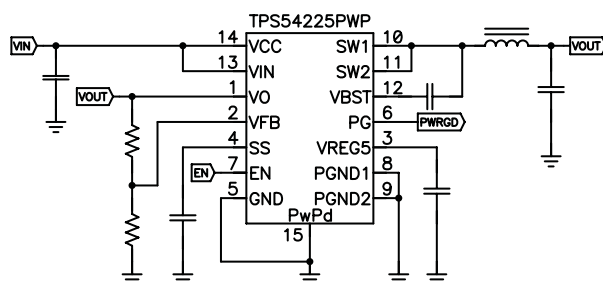 TPS54225PWP
VIN 14 VCC SW1 10 VOUT
13 VIN SW2 11
VOUT 1 VO VBST 12
2 VFB PG 6 PWRGD
4 SS VREG5 3
EN 7 EN PGND1 8
5 GND PGND2 9
PwPd
15